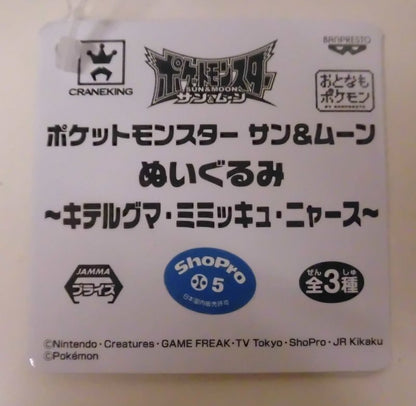 BANPRESTO
CRANEKING
ポケットモンスター
SUN&MOON
サン&ムーン
おとなも
ポケモン
BY BANPRESTO
ポケットモンスター サン&ムーン
ぬいぐるみ
〜キテルグマ・ミミッキュ・ニャース〜
JAMMA
プライズ
ShoPro
5
日本国内販売許可
ぜん しゅ
全3種
©Nintendo・Creatures・GAME FREAK・TV Tokyo・ShoPro・JR Kikaku
©Pokémon